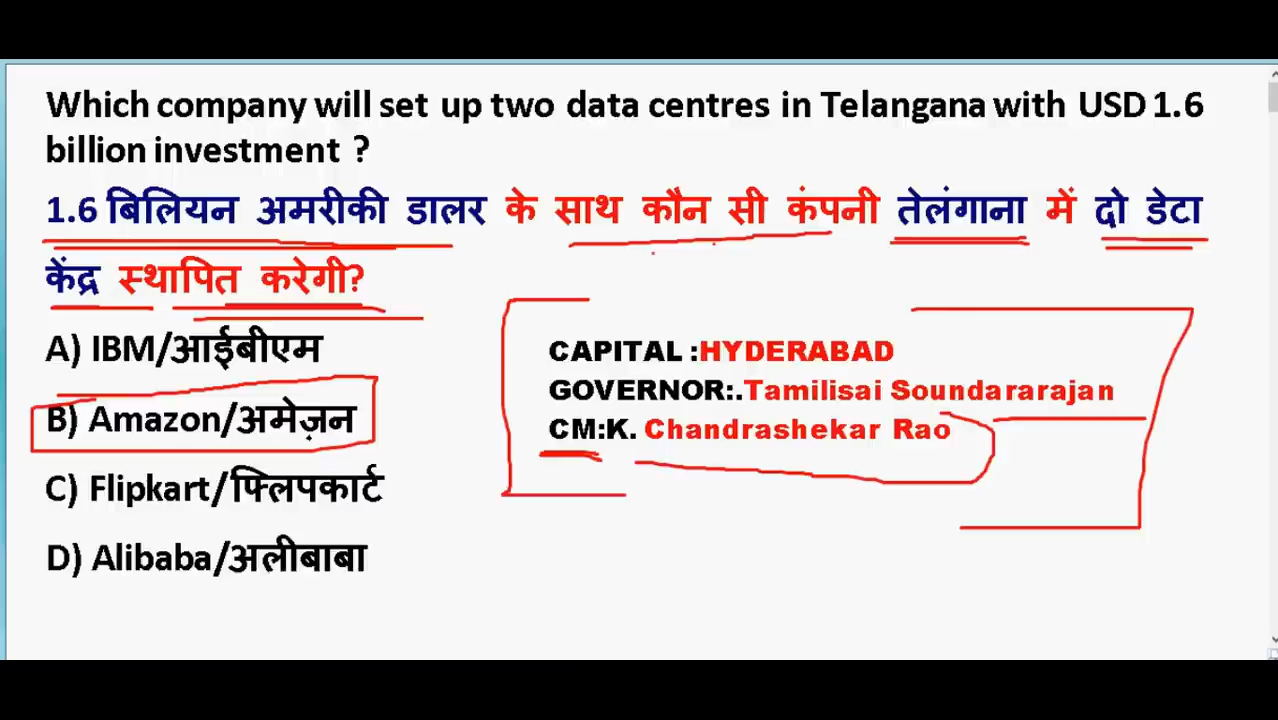 Which company will set up two data centres in Telangana with USD 1.6
billion investment ?
1.6 बिलियन अमरीकी डालर के साथ कौन सी कंपनी तेलंगाना में दो डेटा
केंद्र स्थापित करेगी?
A) IBM/आईबीएम
B) Amazon/अमेज़न
C) Flipkart/फ्लिपकार्ट
D) Alibaba/अलीबाबा
CAPITAL :HYDERABAD
GOVERNOR:.Tamilisai Soundararajan
CM:K. Chandrashekar Rao